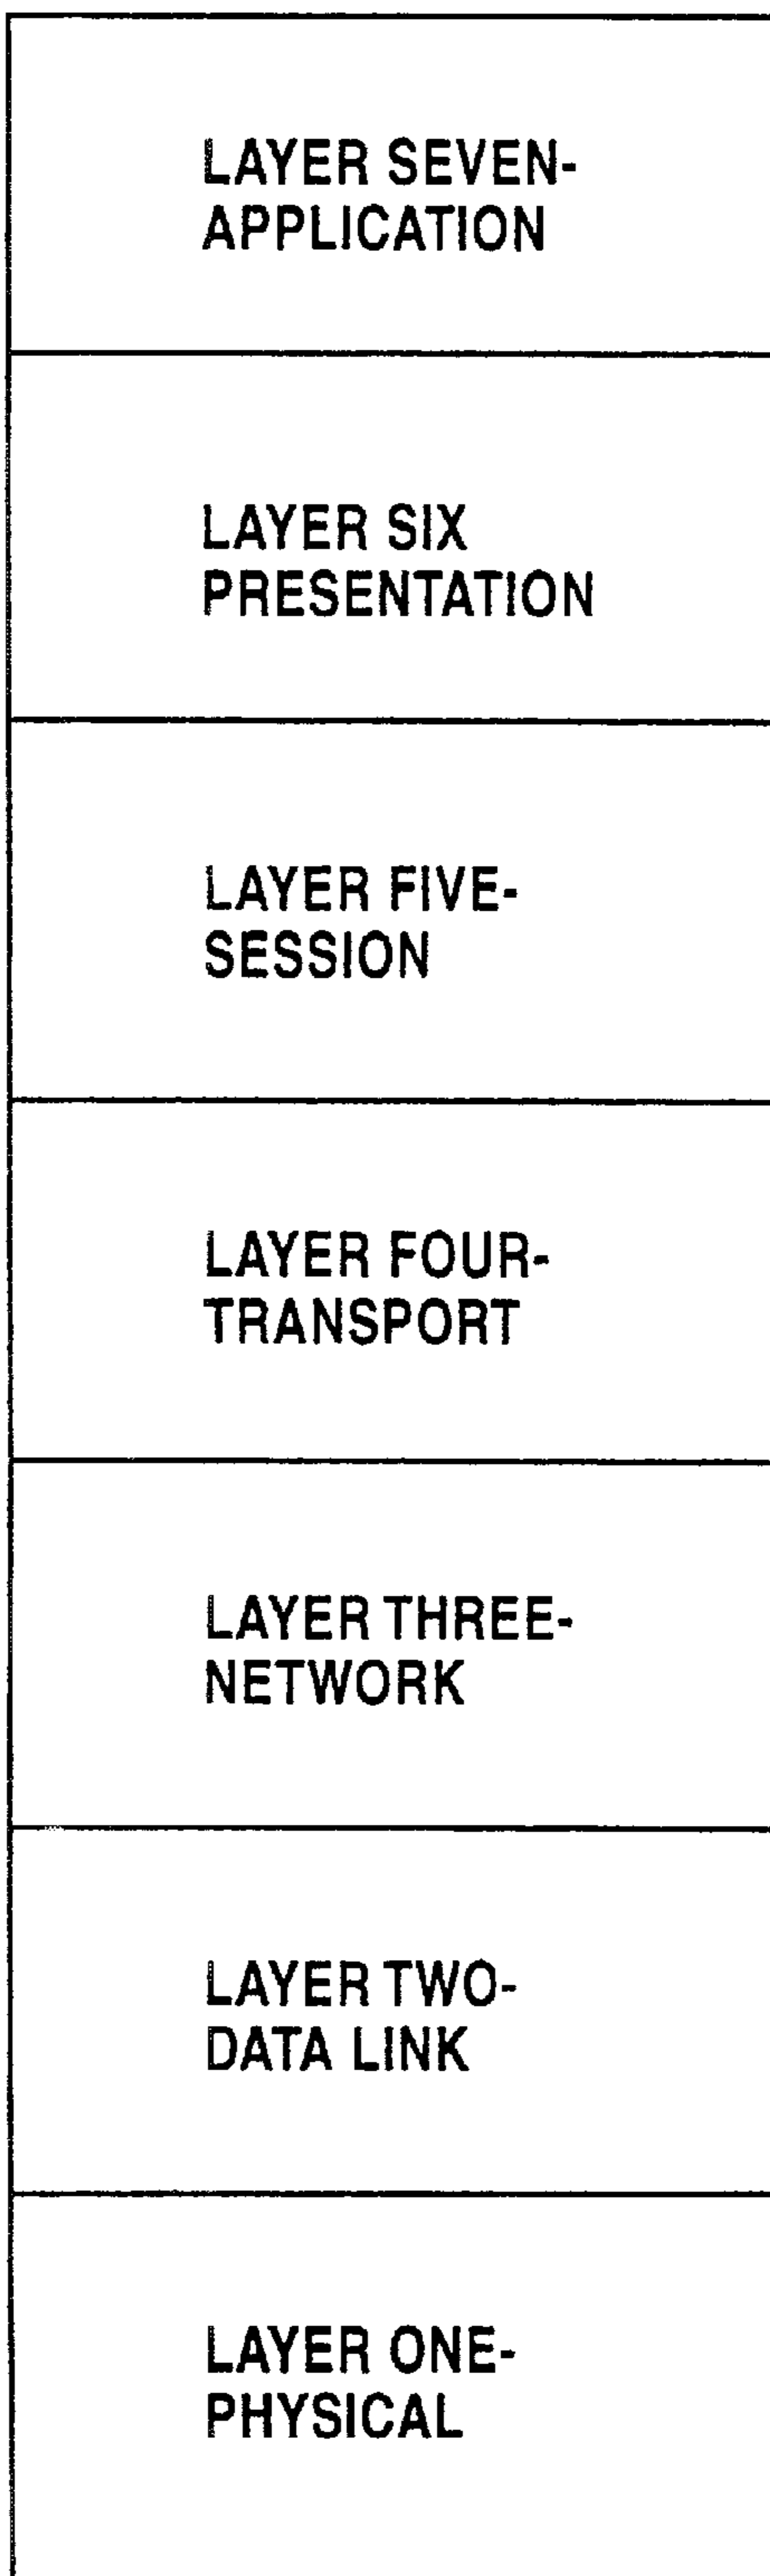 LAYER SEVEN-
APPLICATION
LAYER SIX
PRESENTATION
LAYER FIVE-
SESSION
LAYER FOUR-
TRANSPORT
LAYER THREE-
NETWORK
LAYER TWO-
DATA LINK
LAYER ONE-
PHYSICAL